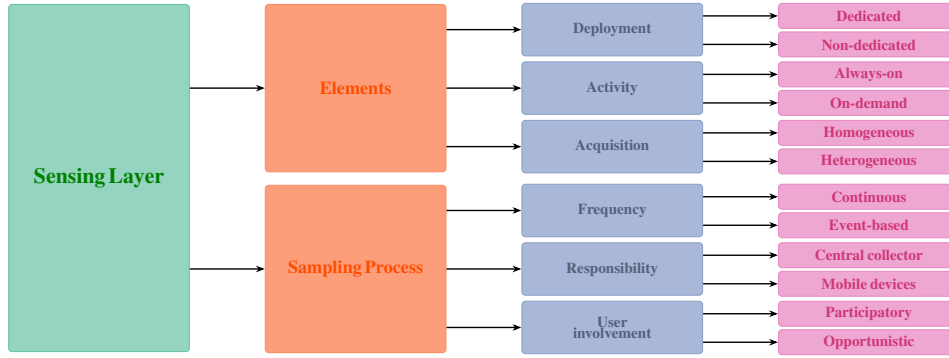 Sensing Layer
Elements
Deployment
Dedicated
Non-dedicated
Activity
Always-on
On-demand
Acquisition
Homogeneous
Heterogeneous
Sampling Process
Frequency
Continuous
Event-based
Responsibility
Central collector
Mobile devices
User
involvement
Participatory
Opportunistic